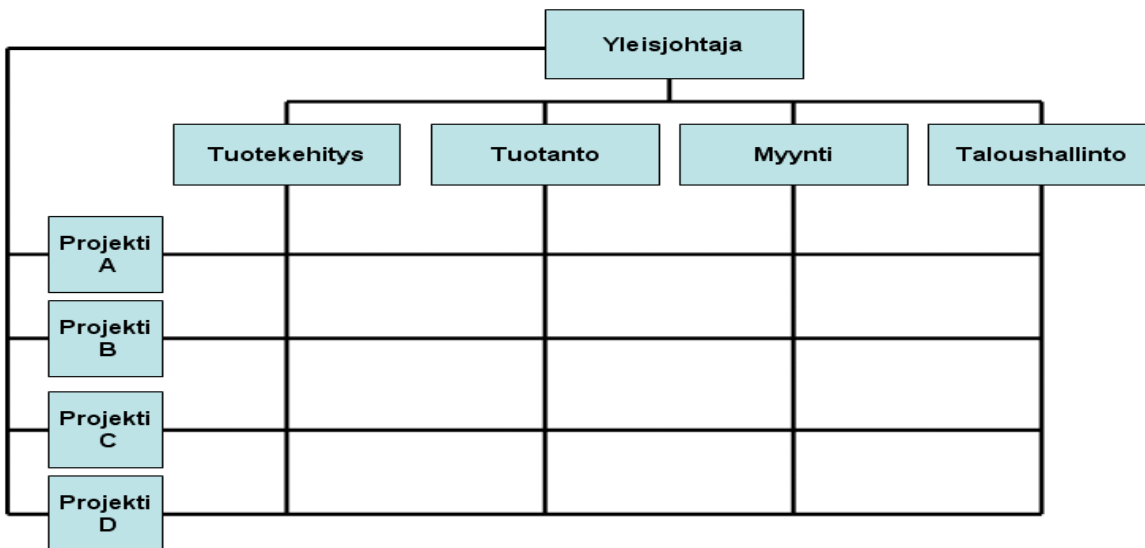 Yleisjohtaja
Tuotekehitys
Tuotanto
Myynti
Taloushallinto
Projekti
A
Projekti
B
Projekti
C
Projekti
D